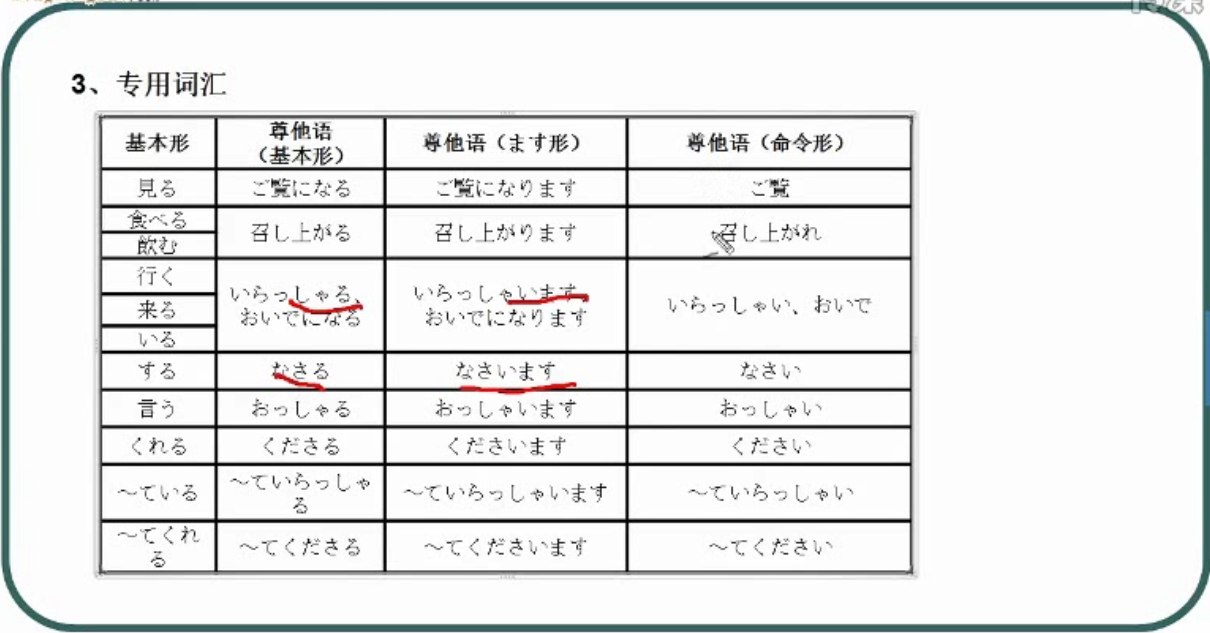 3、专用词汇
基本形
尊他语
（基本形）
尊他语（ます形）
尊他语（命令形）
見る
ご覧になる
ご覧になります
ご覧
食べる
飲む
召し上がる
召し上がります
召し上がれ
行く
来る
いる
いらっしゃる、
おいでになる
いらっしゃいます、
おいでになります
いらっしゃい、おいで
する
なさる
なさいます
なさい
言う
おっしゃる
おっしゃいます
おっしゃい
くれる
くださる
くださいます
ください
～ている
～ていらっしゃ
る
～ていらっしゃいます
～ていらっしゃい
～てくれ
る
～てくださる
～てくださいます
～てください